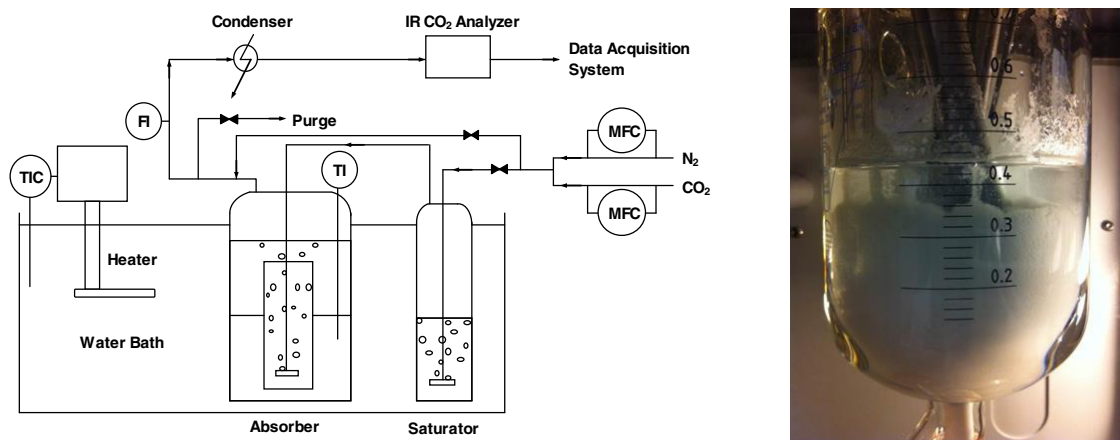 Condenser
IR CO₂ Analyzer
Data Acquisition
System
FI
Purge
MFC
N₂
CO₂
MFC
TIC
TI
Heater
Water Bath
Absorber
Saturator
0.6
0.5
0.4
0.3
0.2